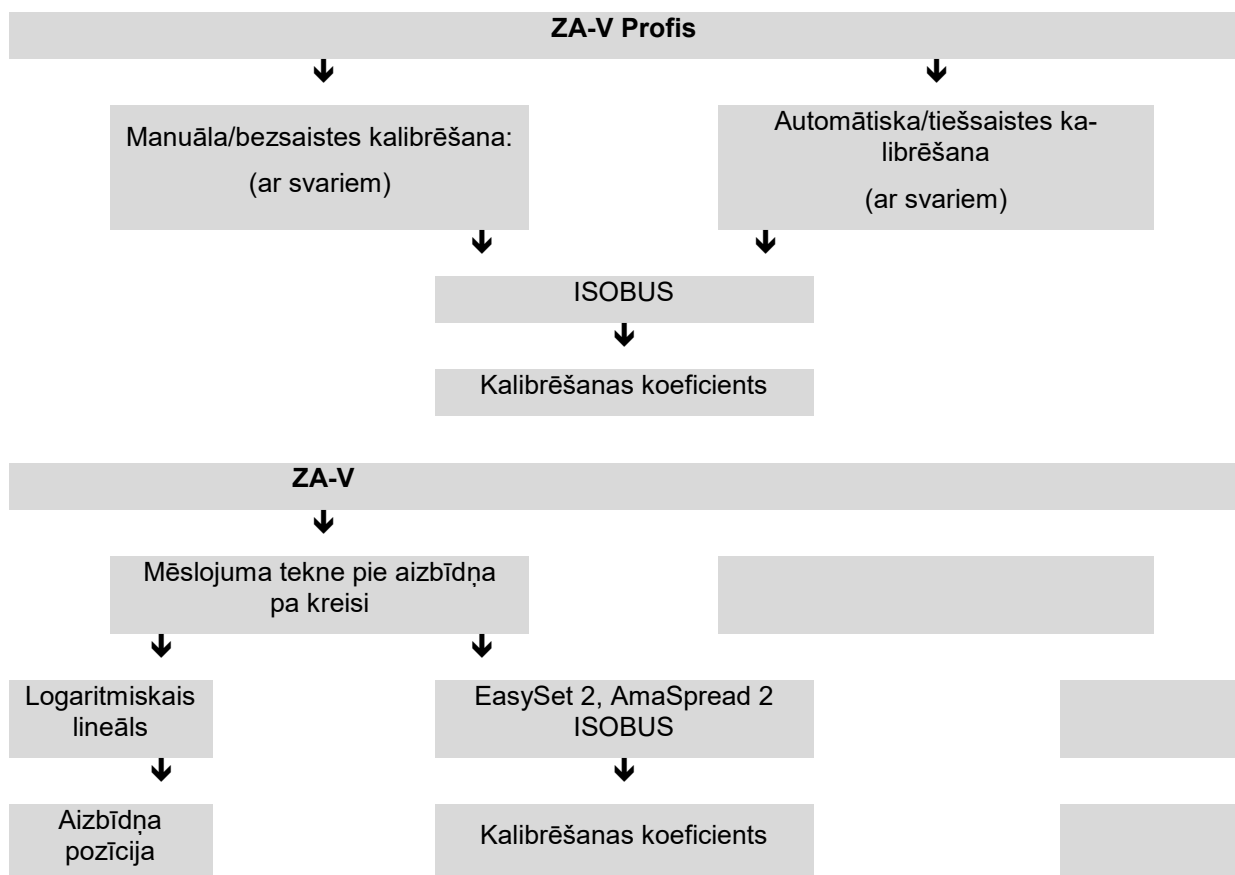 ZA-V Profis
Manuāla/bezsaistes kalibrēšana:
(ar svariem)
Automātiska/tiešsaistes ka-
librēšana
(ar svariem)
ISOBUS
Kalibrēšanas koeficients
ZA-V
Mēslojuma tekne pie aizbīdņa
pa kreisi
Logaritmiskais
lineāls
EasySet 2, AmaSpread 2
ISOBUS
Aizbīdņa
pozīcija
Kalibrēšanas koeficients